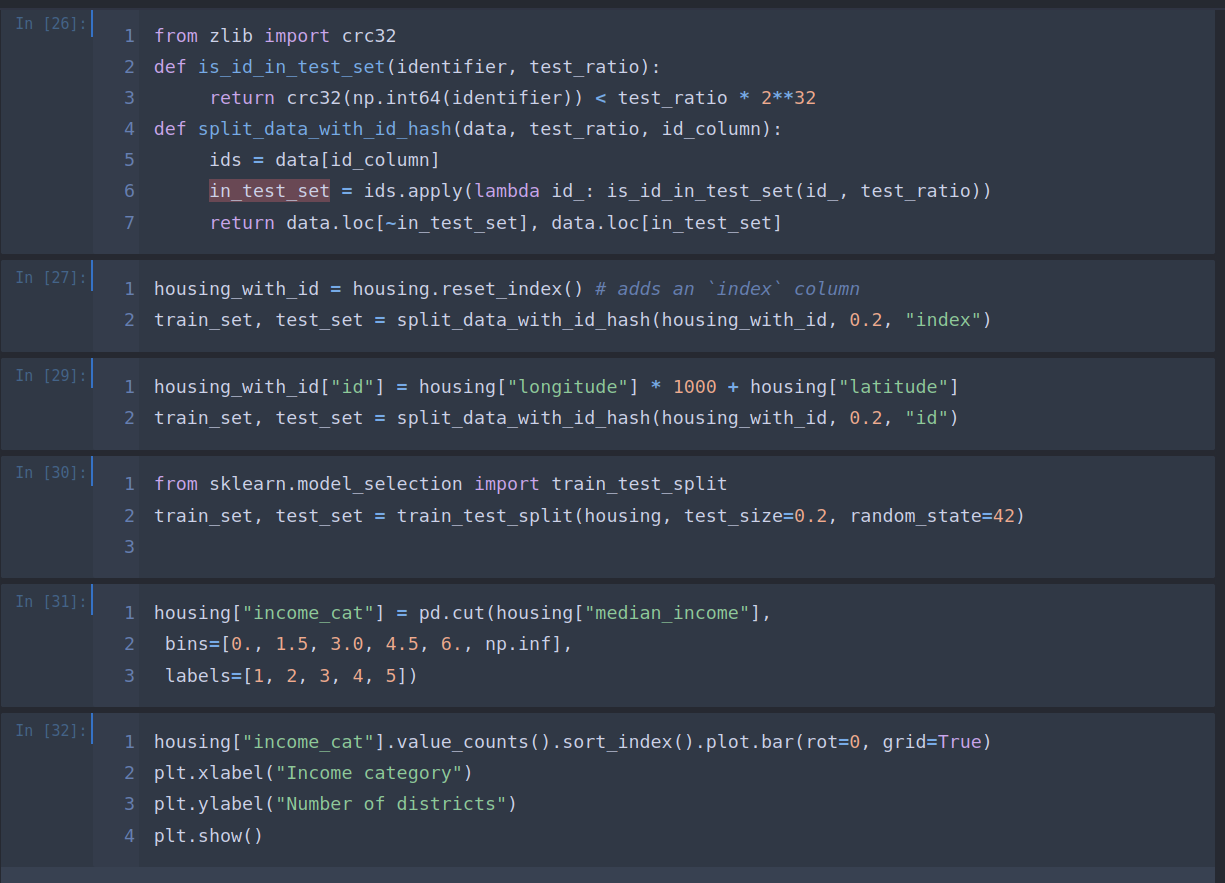 In [26]:
1 from zlib import crc32
2 def is_id_in_test_set(identifier, test_ratio):
3      return crc32(np.int64(identifier)) < test_ratio * 2**32
4 def split_data_with_id_hash(data, test_ratio, id_column):
5      ids = data[id_column]
6      in_test_set = ids.apply(lambda id_: is_id_in_test_set(id_, test_ratio))
7      return data.loc[~in_test_set], data.loc[in_test_set]
In [27]:
1 housing_with_id = housing.reset_index() # adds an `index` column
2 train_set, test_set = split_data_with_id_hash(housing_with_id, 0.2, "index")
In [29]:
1 housing_with_id["id"] = housing["longitude"] * 1000 + housing["latitude"]
2 train_set, test_set = split_data_with_id_hash(housing_with_id, 0.2, "id")
In [30]:
1 from sklearn.model_selection import train_test_split
2 train_set, test_set = train_test_split(housing, test_size=0.2, random_state=42)
3
In [31]:
1 housing["income_cat"] = pd.cut(housing["median_income"],
2  bins=[0., 1.5, 3.0, 4.5, 6., np.inf],
3  labels=[1, 2, 3, 4, 5])
In [32]:
1 housing["income_cat"].value_counts().sort_index().plot.bar(rot=0, grid=True)
2 plt.xlabel("Income category")
3 plt.ylabel("Number of districts")
4 plt.show()